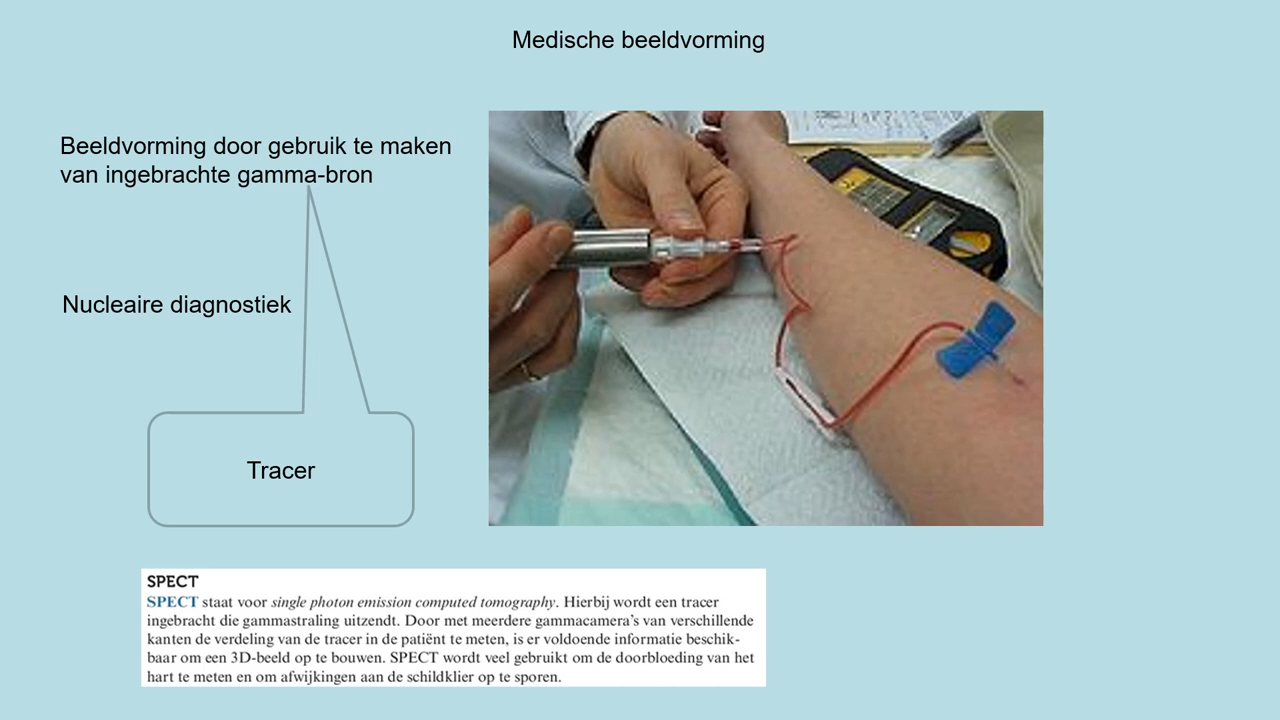 Medische beeldvorming
Beeldvorming door gebruik te maken
van ingebrachte gamma-bron
Nucleaire diagnostiek
Tracer
SPECT
SPECT staat voor single photon emission computed tomography. Hierbij wordt een tracer
ingebracht die gammastraling uitzendt. Door met meerdere gammacamera's van verschillende
kanten de verdeling van de tracer in de patiënt te meten, is er voldoende informatie beschik-
baar om een 3D-beeld op te bouwen. SPECT wordt veel gebruikt om de doorbloeding van het
hart te meten en om afwijkingen aan de schildklier op te sporen.